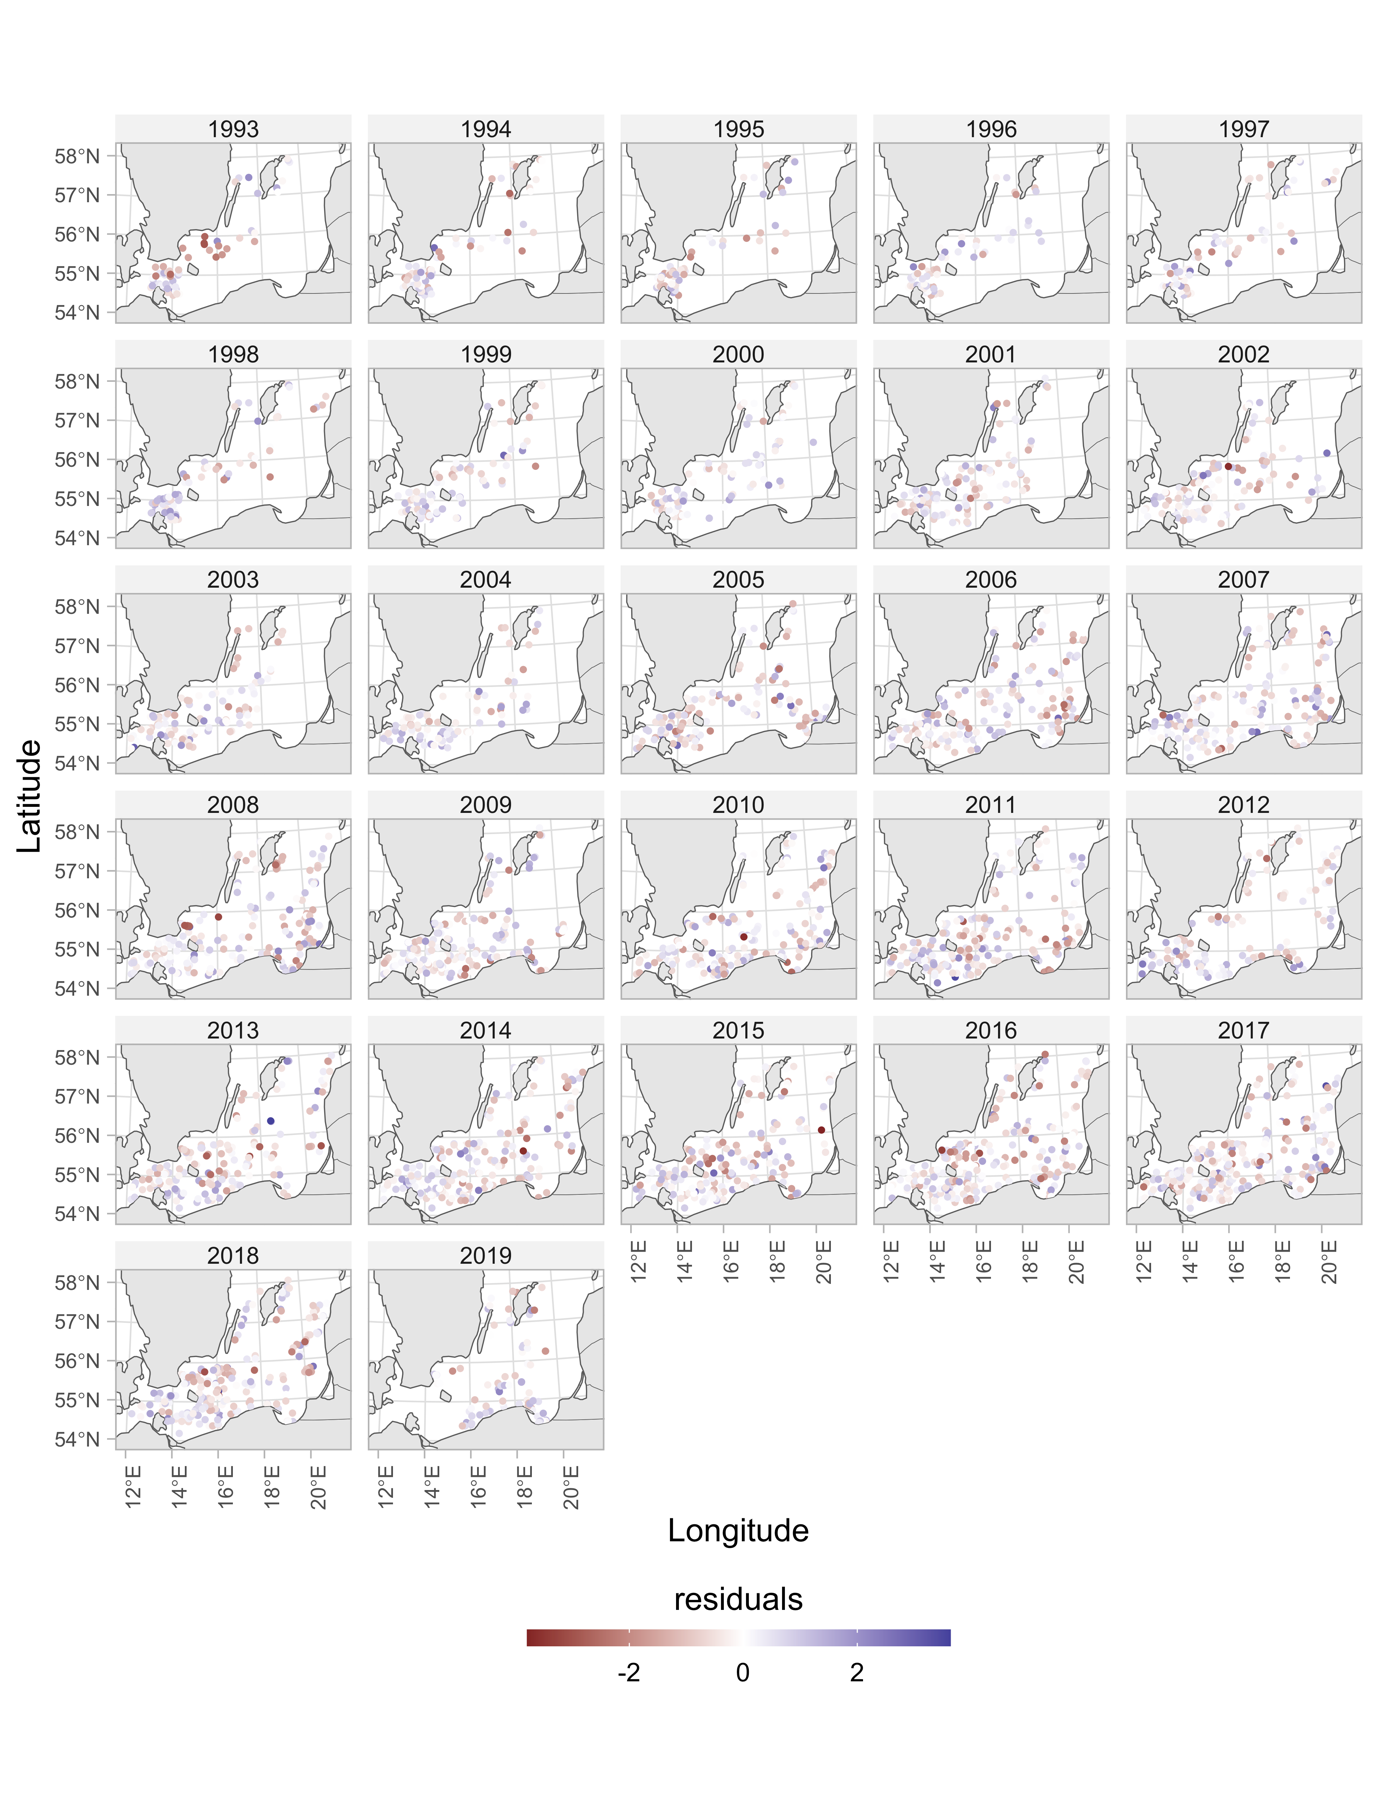 1993 1994 1995 1996 1997
58°N
57°N
56°N
55°N
54°N
1998 1999 2000 2001 2002
58°N
57°N
56°N
55°N
54°N
2003 2004 2005 2006 2007
58°N
57°N
56°N
55°N
54°N
Latitude
2008 2009 2010 2011 2012
58°N
57°N
56°N
55°N
54°N
2013 2014 2015 2016 2017
58°N
57°N
56°N
55°N
54°N
12°E 14°E 16°E 18°E 20°E 12°E 14°E 16°E 18°E 20°E 12°E 14°E 16°E 18°E 20°E
2018 2019
58°N
57°N
56°N
55°N
54°N
12°E 14°E 16°E 18°E 20°E 12°E 14°E 16°E 18°E 20°E
Longitude
residuals
-2 0 2